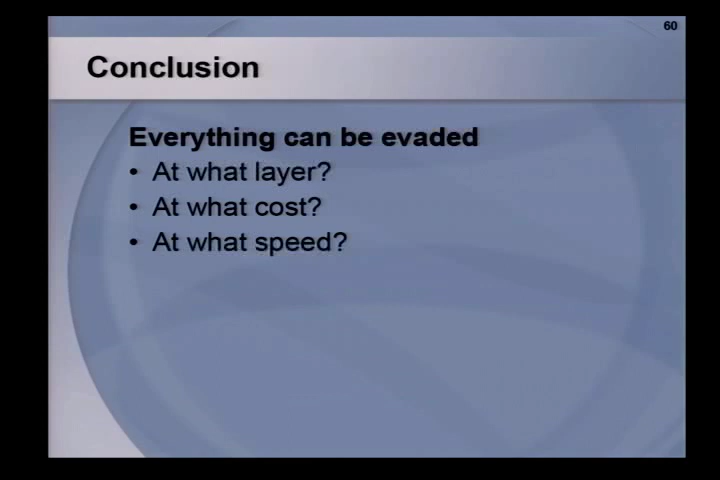 60
Conclusion
Everything can be evaded
• At what layer?
• At what cost?
• At what speed?